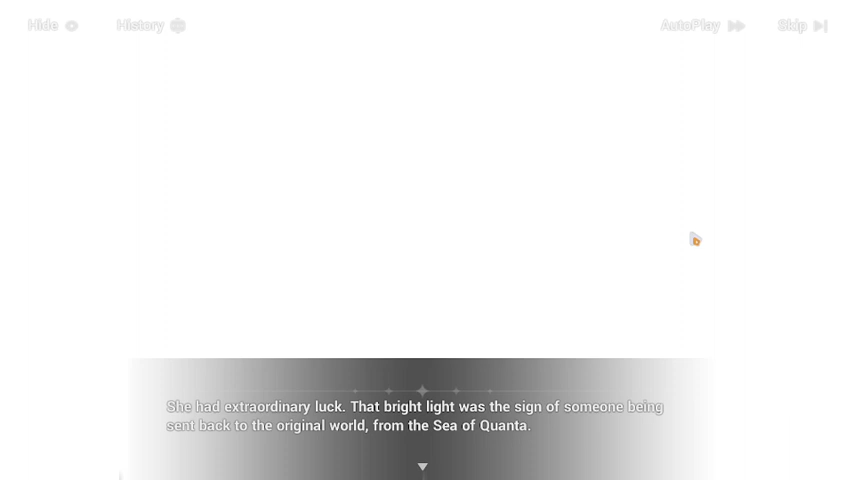 Hide
History
AutoPlay
Skip
She had extraordinary luck. That bright light was the sign of someone being
sent back to the original world, from the Sea of Quanta.